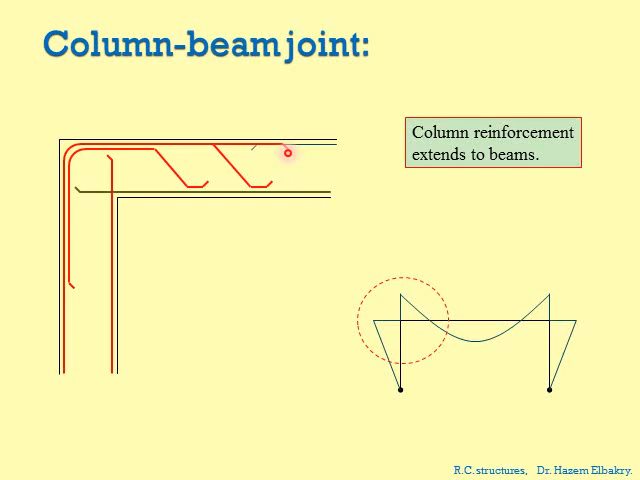 Column-beam joint:
Column reinforcement
extends to beams.
R.C. structures, Dr. Hazem Elbakry.